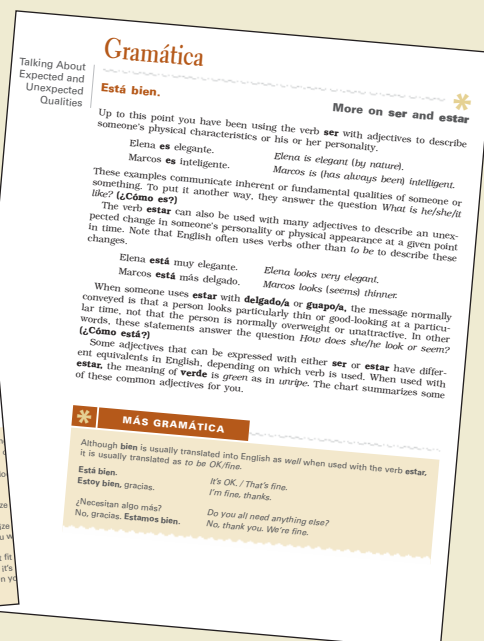 Gramática
Talking About
Expected and
Unexpected
Qualities
Está bien.
More on ser and estar
Up to this point you have been using the verb ser with adjectives to describe
someone's physical characteristics or his or her personality.
Elena es elegante. Elena is elegant (by nature).
Marcos es inteligente. Marcos is (has always been) intelligent.
These examples communicate inherent or fundamental qualities of someone or
something. To put it another way, they answer the question What is he/she/it
like? (¿Cómo es?)
The verb estar can also be used with many adjectives to describe an unex-
pected change in someone's personality or physical appearance at a given point
in time. Note that English often uses verbs other than to be to describe these
changes.
Elena está muy elegante. Elena looks very elegant.
Marcos está más delgado. Marcos looks (seems) thinner.
When someone uses estar with delgado/a or guapo/a, the message normally
conveyed is that a person looks particularly thin or good-looking at a particu-
lar time, not that the person is normally overweight or unattractive. In other
words, these statements answer the question How does she/he look or seem?
(¿Cómo está?)
Some adjectives that can be expressed with either ser or estar have differ-
ent equivalents in English, depending on which verb is used. When used with
estar, the meaning of verde is green as in unripe. The chart summarizes some
of these common adjectives for you.
MÁS GRAMÁTICA
Although bien is usually translated into English as well when used with the verb estar,
it is usually translated as to be OK/fine.
Está bien. It's OK. / That's fine.
Estoy bien, gracias. I'm fine, thanks.
¿Necesitan algo más? Do you all need anything else?
No, gracias. Estamos bien. No, thank you. We're fine.
ze
ize
u w
t fit
it's
n yo